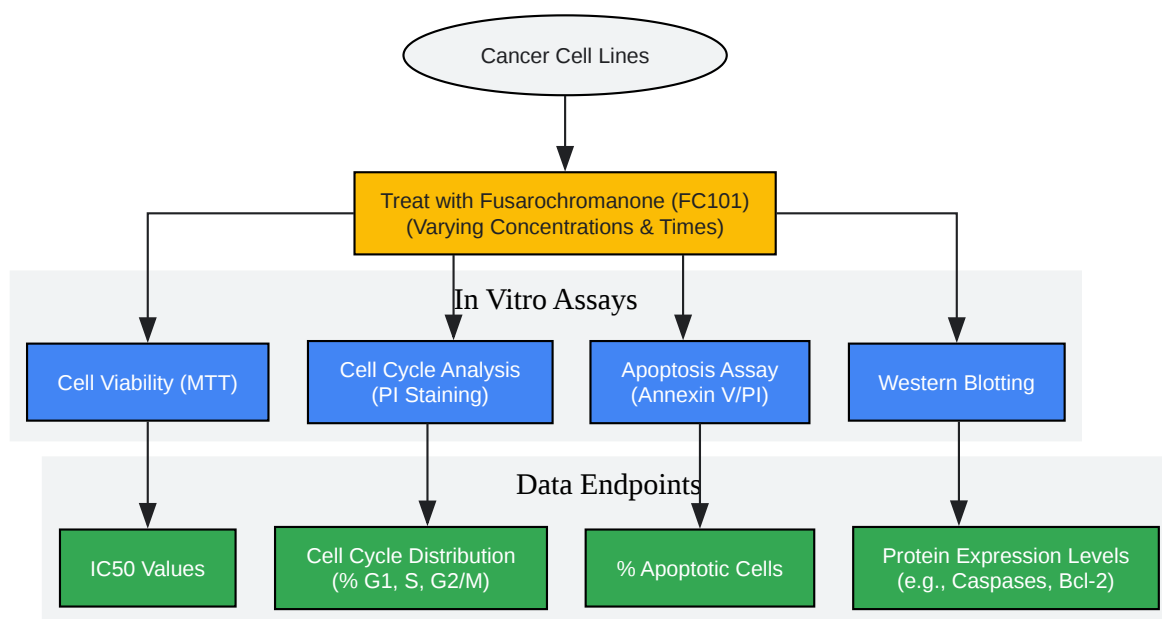 Cancer Cell Lines
Treat with Fusarochromanone (FC101)
(Varying Concentrations & Times)
In Vitro Assays
Cell Viability (MTT)
Cell Cycle Analysis
(PI Staining)
Apoptosis Assay
(Annexin V/PI)
Western Blotting
Data Endpoints
IC50 Values
Cell Cycle Distribution
(% G1, S, G2/M)
% Apoptotic Cells
Protein Expression Levels
(e.g., Caspases, Bcl-2)